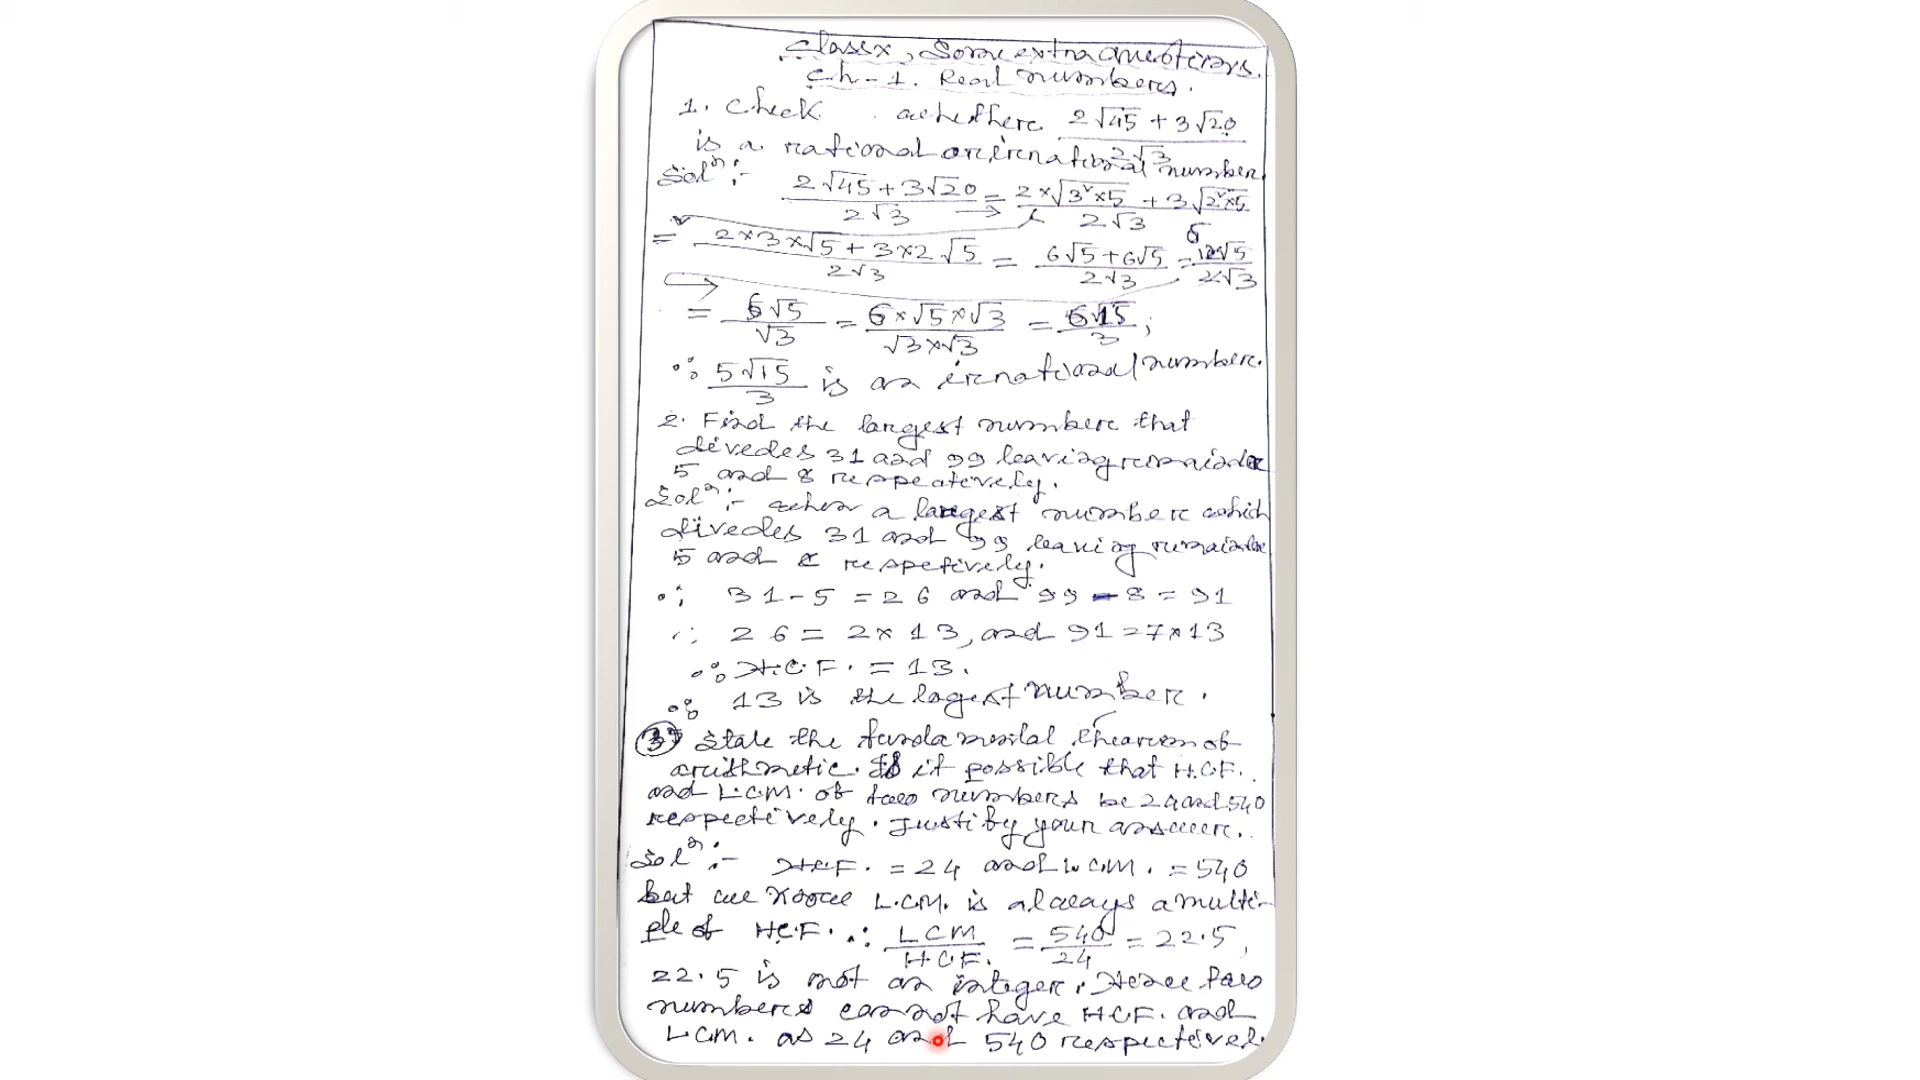 Class x, Some extra questions.
Ch - 1. Real numbers.
1. Check whether (2√45 + 3√20)/(2√3)
is a rational or irrational number.
Solⁿ :- (2√45 + 3√20)/(2√3) = (2×√3²×5 + 3√2²×5)/(2√3)
= (2×3×√5 + 3×2√5)/(2√3) = (6√5+6√5)/(2√3) = 12√5/2√3
= 6√5/√3 = (6×√5×√3)/(√3×√3) = 6√15/3 ;
∴ 5√15/3 is an irrational number.
2. Find the largest number that
divedes 31 and 99 leaving remainder
5 and 8 respectively.
Solⁿ :- when a largest number which
divedes 31 and 99 leaving remainder
5 and 8 respetively.
∴ 31-5 = 26 and 99 - 8 = 91
∴ 26 = 2×13, and 91=7×13
∴ H.C.F. = 13.
∴ 13 is the lagest number.
3) State the fundamental thearem of
arithmetic. Is it possible that H.C.F.
and L.C.M. of two numbers be 24 and 540
respectively. Justify your answer.
Solⁿ :- HCF. = 24 and L.C.M. = 540
but we know L.C.M. is always a multi-
ple of H.C.F. ∴ LCM/H.C.F. = 540/24 = 22.5,
22.5 is not an integer. Hence two
numbers cannot have H.C.F. and
L.C.M. as 24 and 540 respectivel